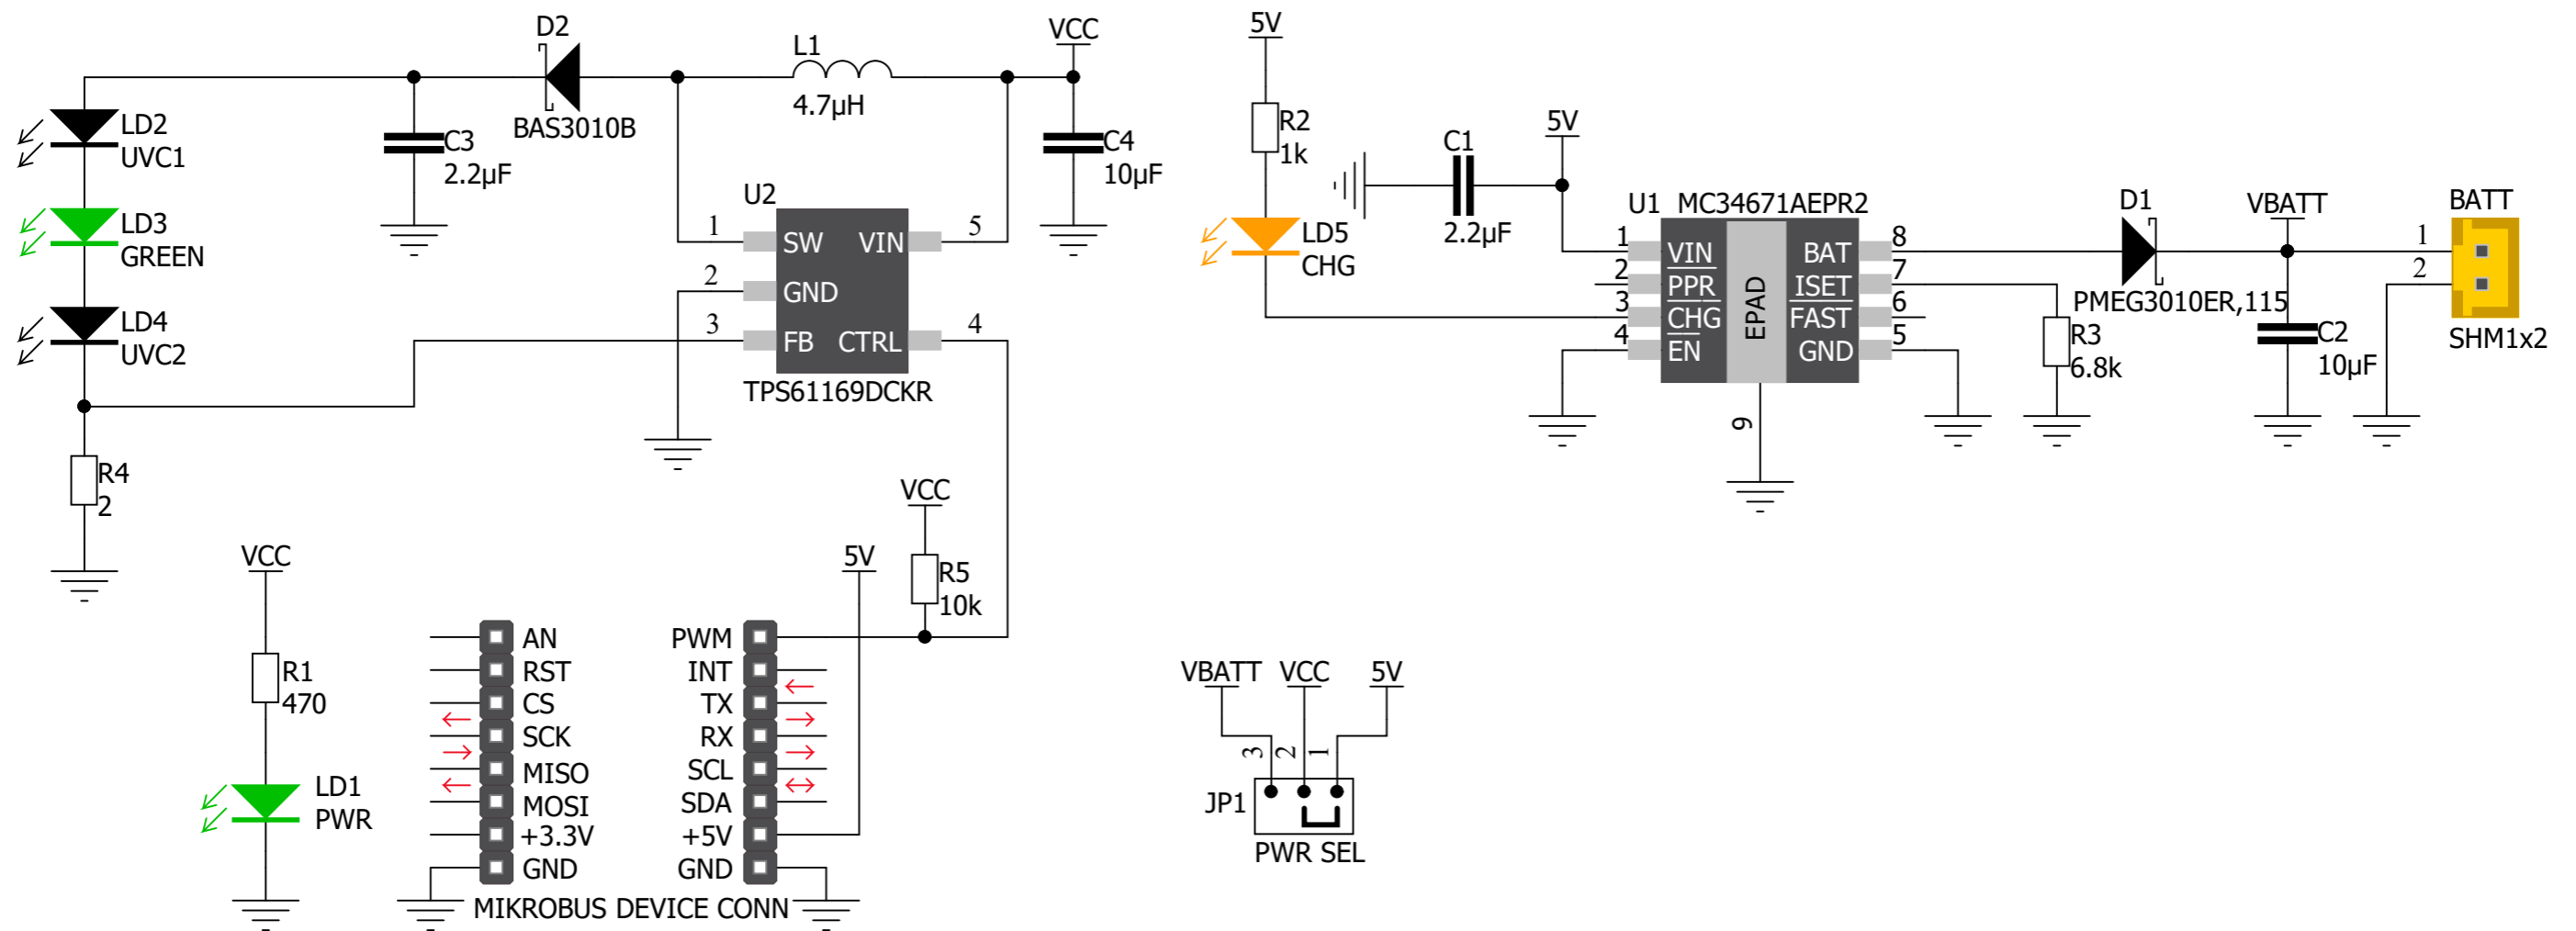 D2
BAS3010B
L1
4.7µH
VCC
LD2
UVC1
C3
2.2µF
C4
10µF
LD3
GREEN
LD4
UVC2
U2
1
SW
VIN
5
2
GND
3
FB
CTRL
4
TPS61169DCKR
R4
2
VCC
R1
470
LD1
PWR
VCC
R5
10k
5V
AN
RST
CS
SCK
MISO
MOSI
+3.3V
GND
PWM
INT
TX
RX
SCL
SDA
+5V
GND
MIKROBUS DEVICE CONN
5V
R2
1k
LD5
CHG
C1
2.2µF
5V
U1
MC34671AEPR2
1
VIN
2
PPR
3
CHG
4
EN
EPAD
9
BAT
8
ISET
7
FAST
6
GND
5
D1
PMEG3010ER,115
R3
6.8k
VBATT
C2
10µF
BATT
1
2
SHM1x2
VBATT
VCC
5V
3
2
1
JP1
PWR SEL